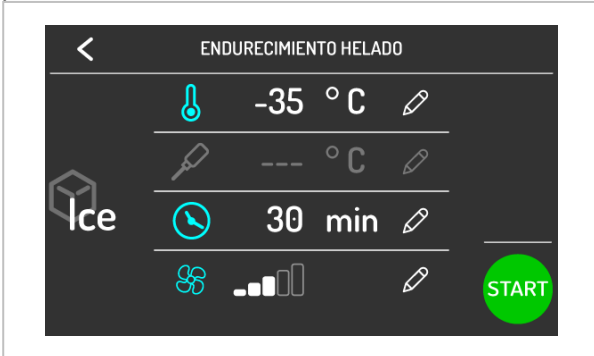 ENDURECIMIENTO HELADO
-35 °C
--- °C
Ice
30 min
START